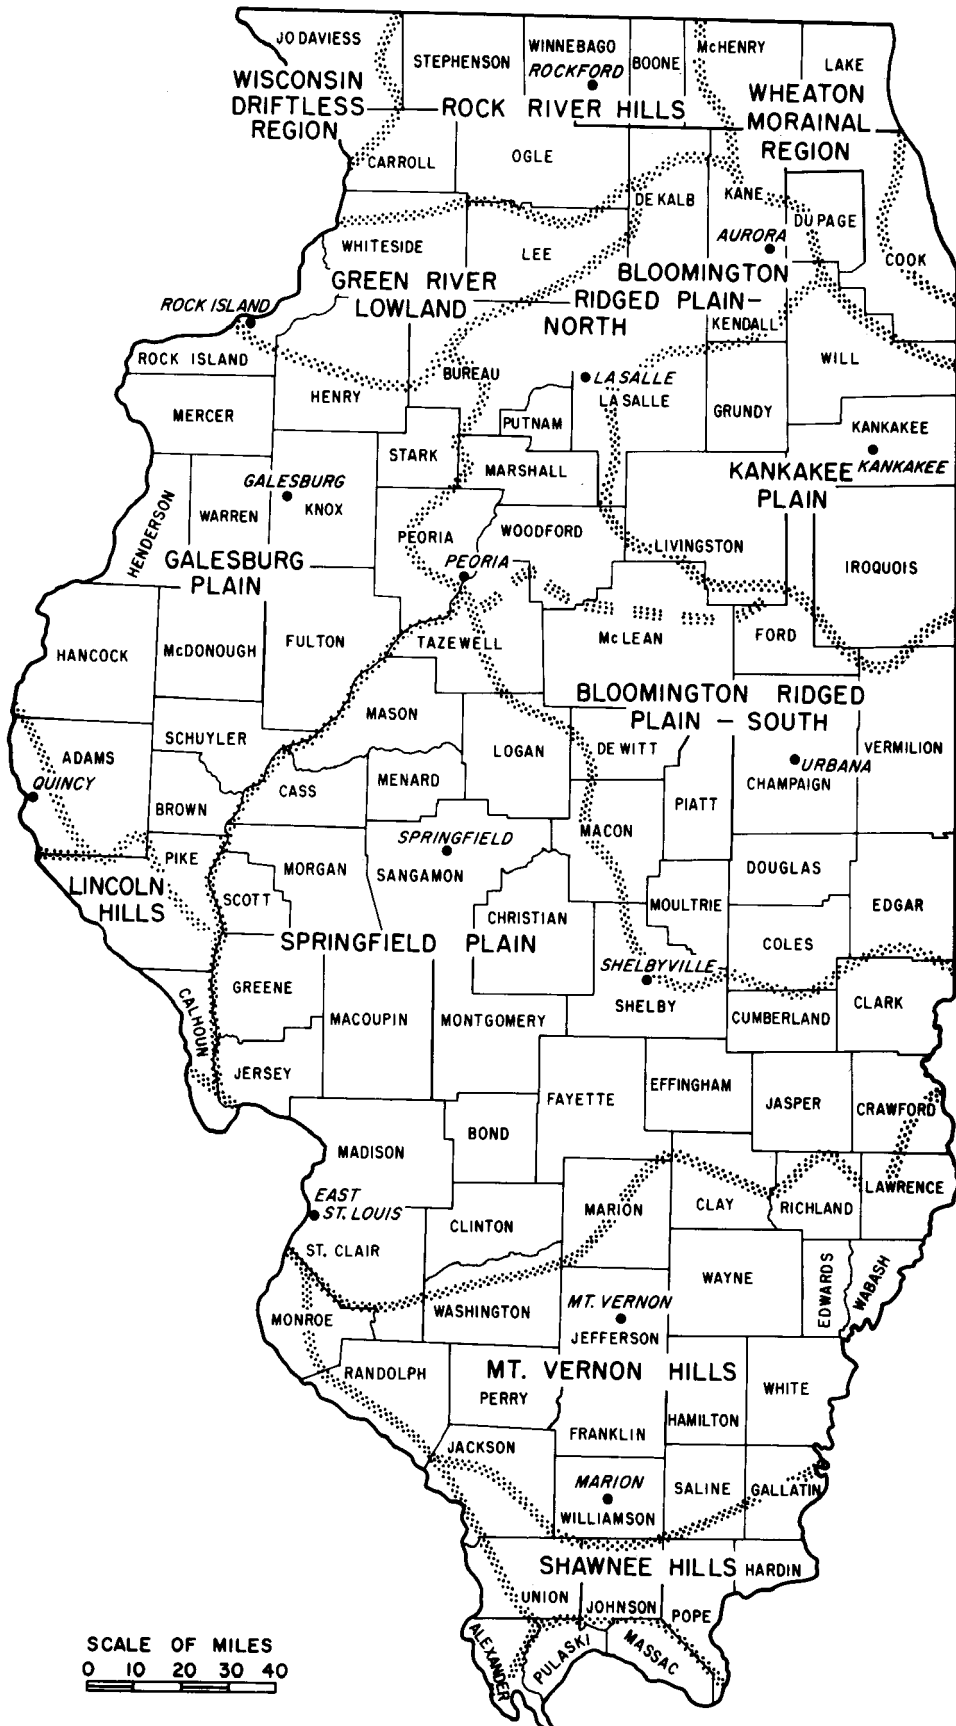 JO DAVIESS
STEPHENSON
WINNEBAGO
ROCKFORD
BOONE
McHENRY
LAKE
WISCONSIN
DRIFTLESS
REGION
ROCK RIVER HILLS
WHEATON
MORAINAL
REGION
CARROLL
OGLE
DE KALB
KANE
DU PAGE
COOK
WHITESIDE
LEE
AURORA
GREEN RIVER
LOWLAND
BLOOMINGTON
RIDGED PLAIN–
NORTH
KENDALL
ROCK ISLAND
ROCK ISLAND
HENRY
BUREAU
LA SALLE
LA SALLE
WILL
MERCER
PUTNAM
GRUNDY
KANKAKEE
KANKAKEE
STARK
MARSHALL
KANKAKEE
PLAIN
GALESBURG
KNOX
WARREN
HENDERSON
PEORIA
WOODFORD
LIVINGSTON
IROQUOIS
GALESBURG
PLAIN
PEORIA
HANCOCK
McDONOUGH
FULTON
TAZEWELL
McLEAN
FORD
BLOOMINGTON RIDGED
PLAIN – SOUTH
MASON
SCHUYLER
LOGAN
DE WITT
VERMILION
ADAMS
QUINCY
BROWN
CASS
MENARD
PIATT
URBANA
CHAMPAIGN
MACON
SPRINGFIELD
SANGAMON
PIKE
MORGAN
DOUGLAS
LINCOLN
HILLS
SCOTT
CHRISTIAN
MOULTRIE
EDGAR
SPRINGFIELD PLAIN
COLES
SHELBYVILLE
SHELBY
CALHOUN
GREENE
MACOUPIN
MONTGOMERY
CUMBERLAND
CLARK
JERSEY
FAYETTE
EFFINGHAM
JASPER
CRAWFORD
BOND
MADISON
LAWRENCE
EAST
ST. LOUIS
CLINTON
MARION
CLAY
RICHLAND
ST. CLAIR
WAYNE
EDWARDS
WABASH
MONROE
WASHINGTON
MT. VERNON
JEFFERSON
RANDOLPH
MT. VERNON HILLS
PERRY
WHITE
FRANKLIN
HAMILTON
JACKSON
MARION
WILLIAMSON
SALINE
GALLATIN
SHAWNEE HILLS
HARDIN
UNION
JOHNSON
POPE
ALEXANDER
PULASKI
MASSAC
SCALE OF MILES
0 10 20 30 40